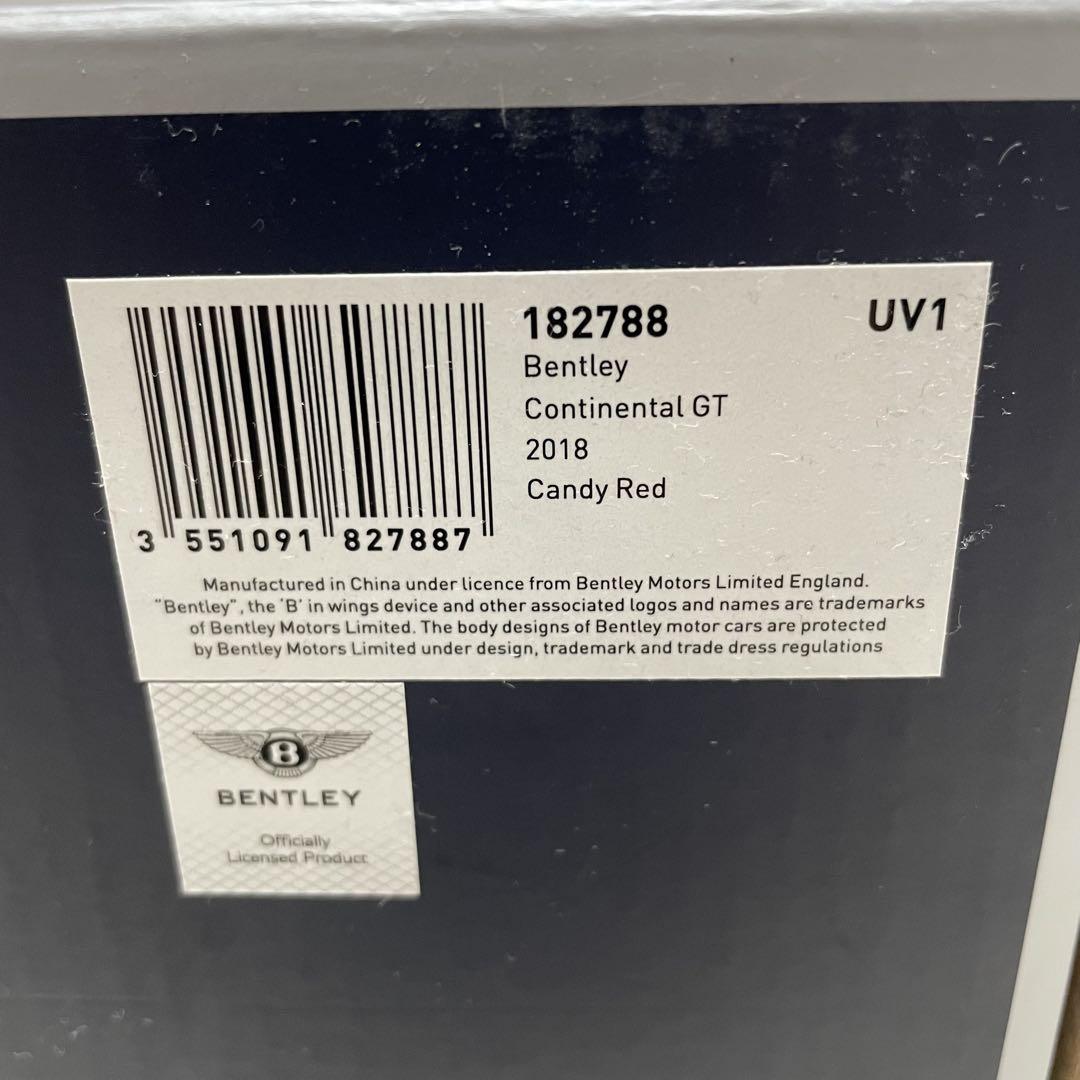 182788 UV1
Bentley
Continental GT
2018
Candy Red
3 551091 827887
Manufactured in China under licence from Bentley Motors Limited England.
"Bentley", the 'B' in wings device and other associated logos and names are trademarks
of Bentley Motors Limited. The body designs of Bentley motor cars are protected
by Bentley Motors Limited under design, trademark and trade dress regulations
B
BENTLEY
Officially
Licensed Product